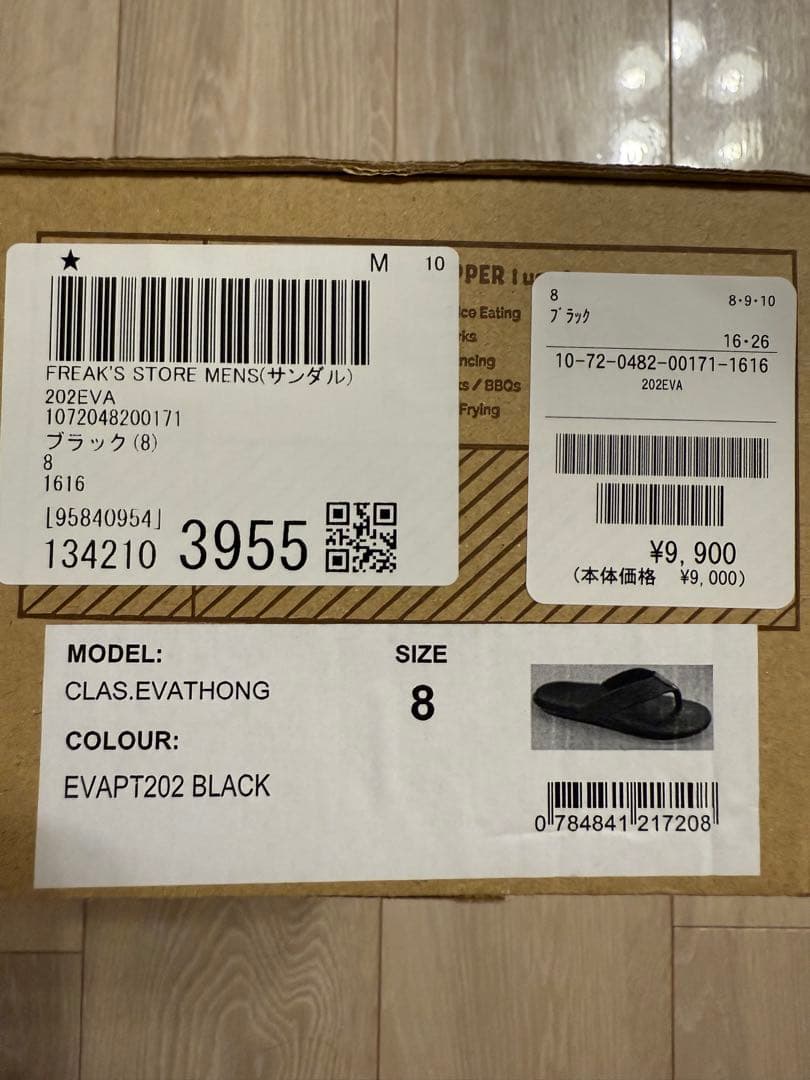 ★ M 10
FREAK'S STORE MENS(サンダル)
202EVA
1072048200171
ブラック(8)
8
1616
[95840954]
134210 3955
PPER
ce Eating
rks
ncing
s / BBQs
Frying
8 8・9・10
ブラック
16・26
10-72-0482-00171-1616
202EVA
¥9,900
(本体価格 ¥9,000)
MODEL: SIZE
CLAS.EVATHONG 8
COLOUR:
EVAPT202 BLACK
0 784841 217208